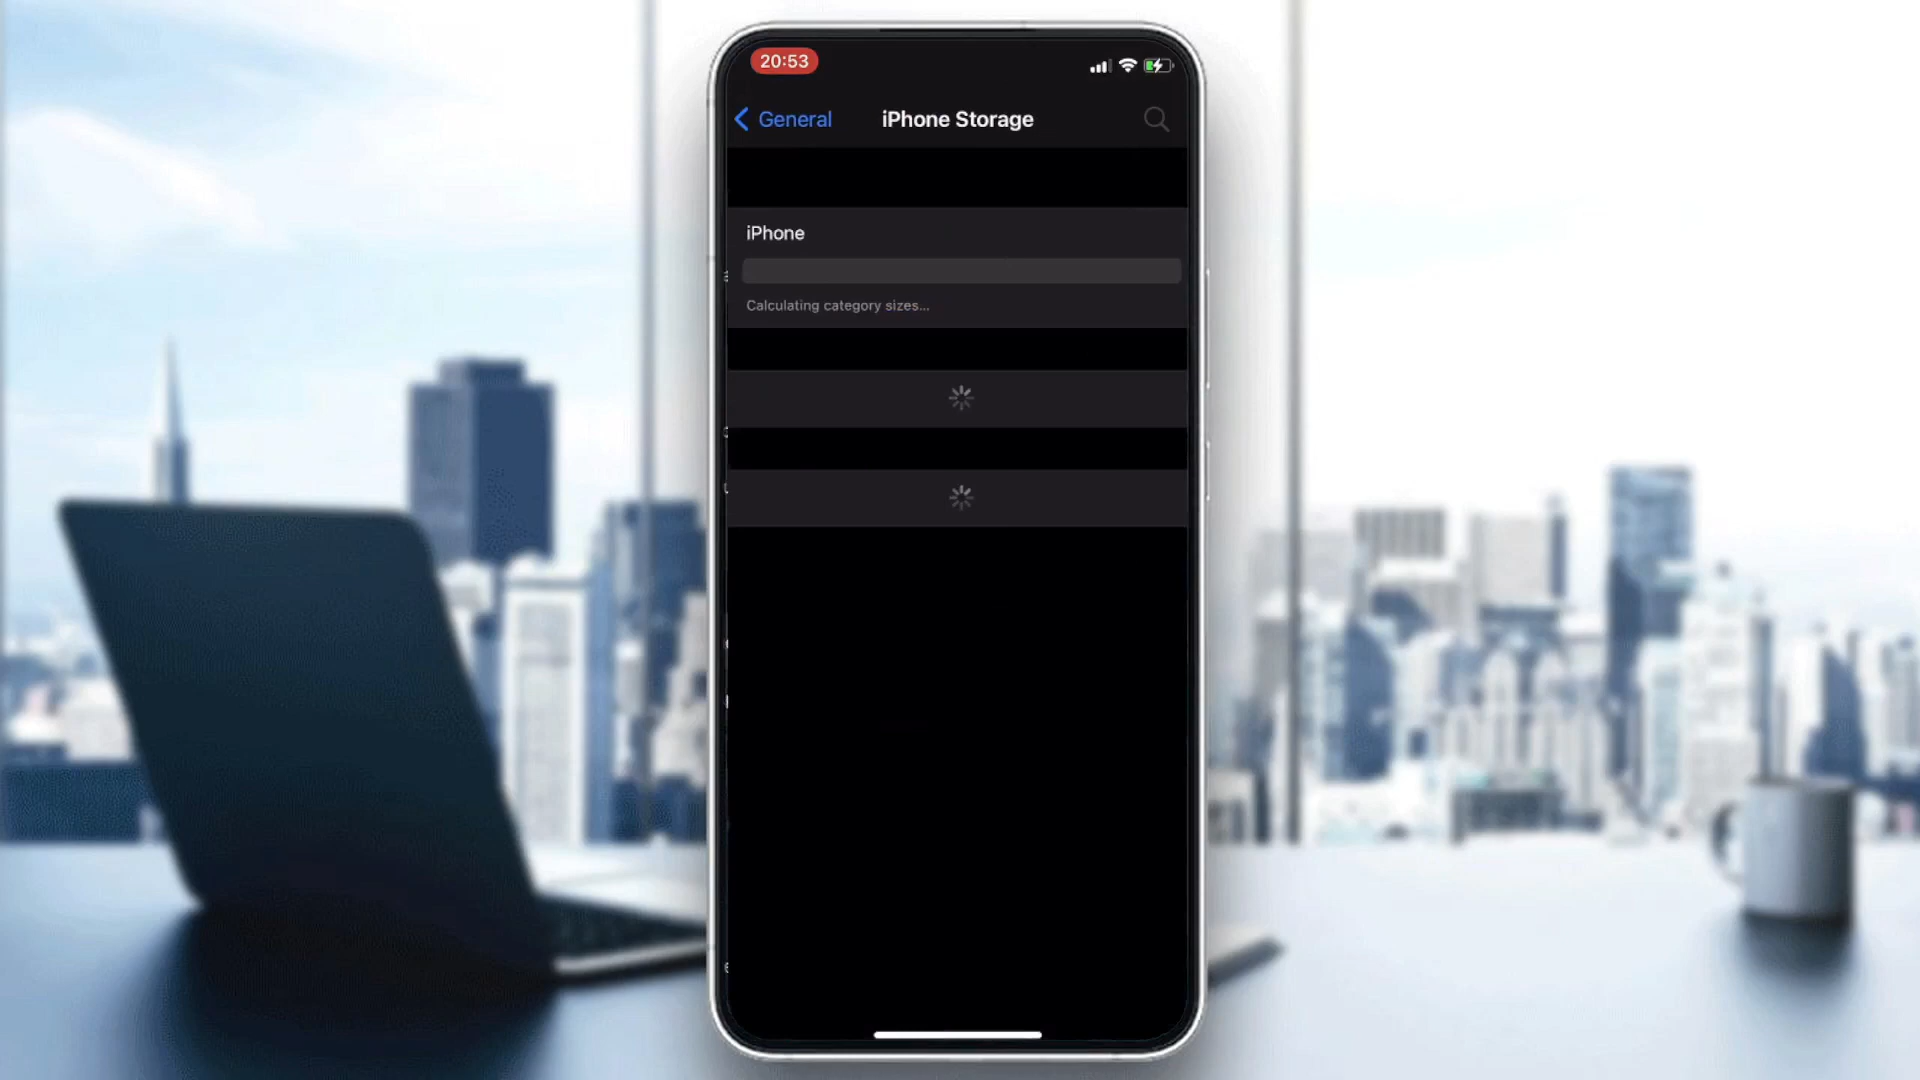 20:53
General
iPhone Storage
iPhone
Calculating category sizes...